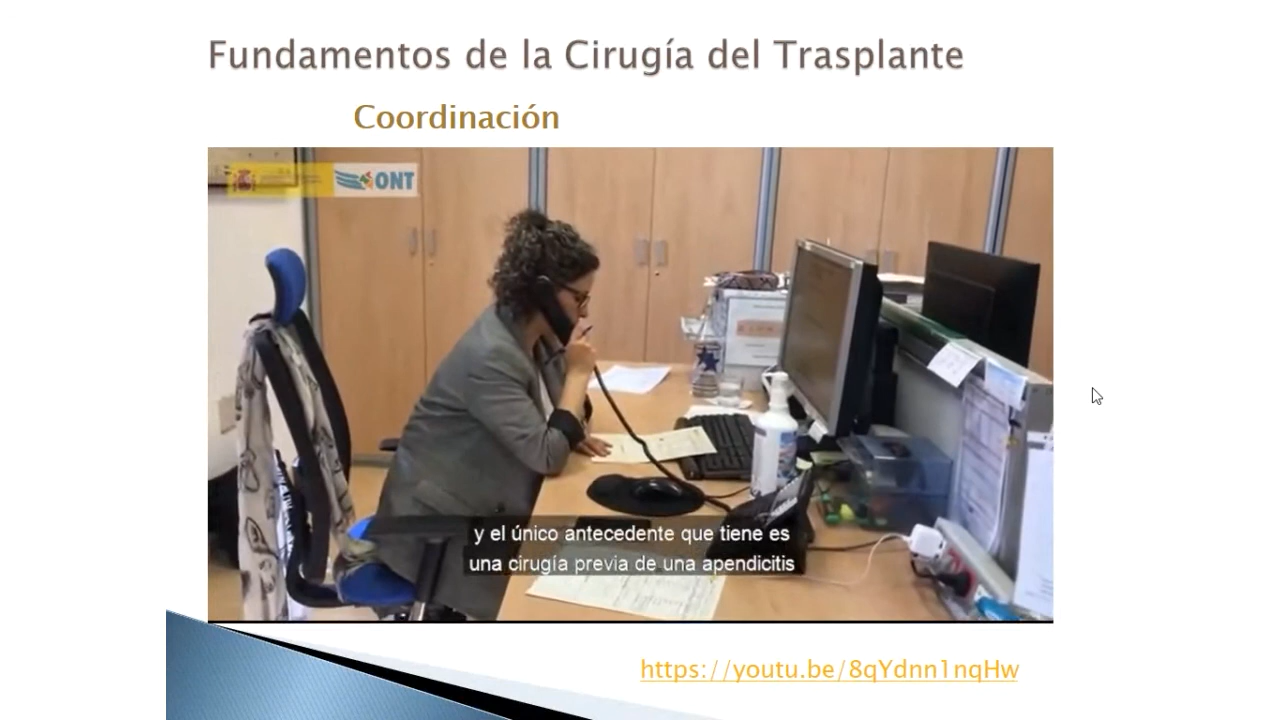 Fundamentos de la Cirugía del Trasplante
Coordinación
ONT
y el único antecedente que tiene es
una cirugía previa de una apendicitis
https://youtu.be/8qYdnn1nqHw